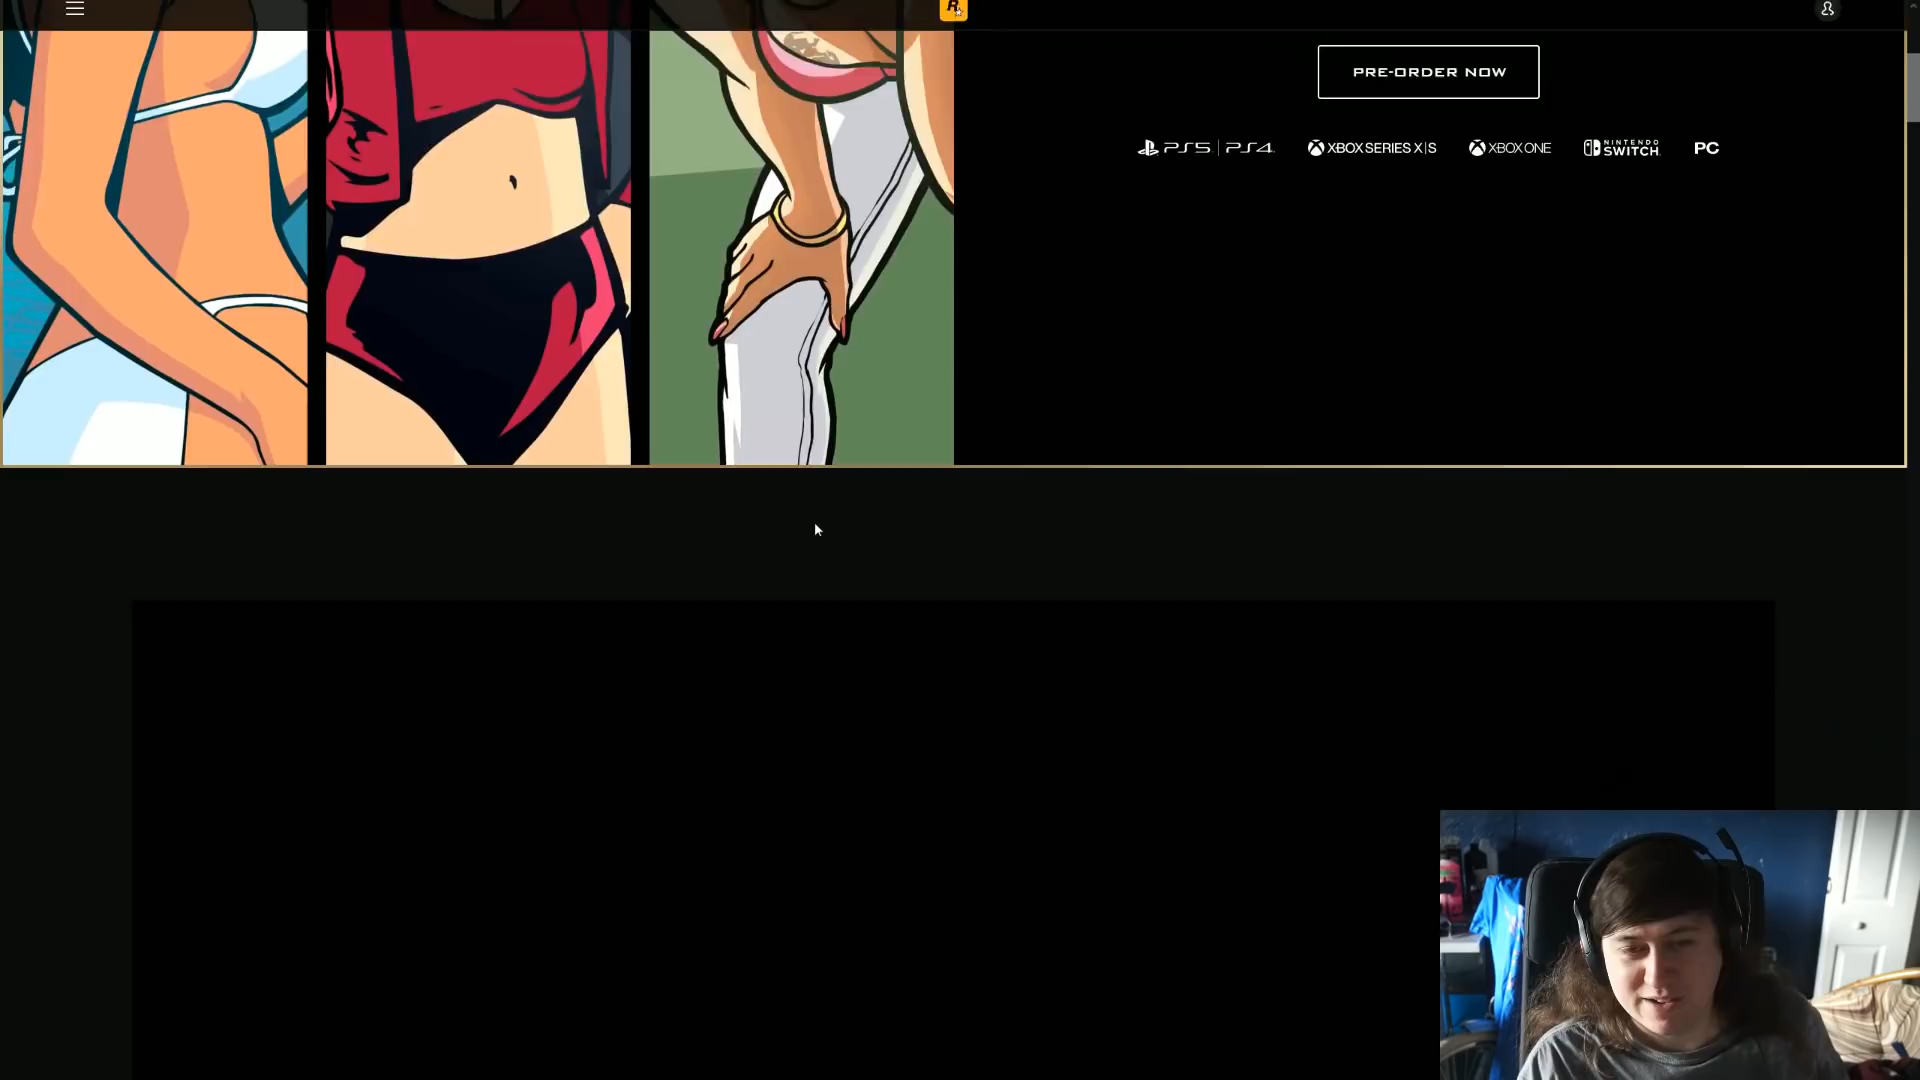 R
PRE-ORDER NOW
PS5 | PS4 XBOX SERIES X|S XBOX ONE NINTENDO SWITCH PC